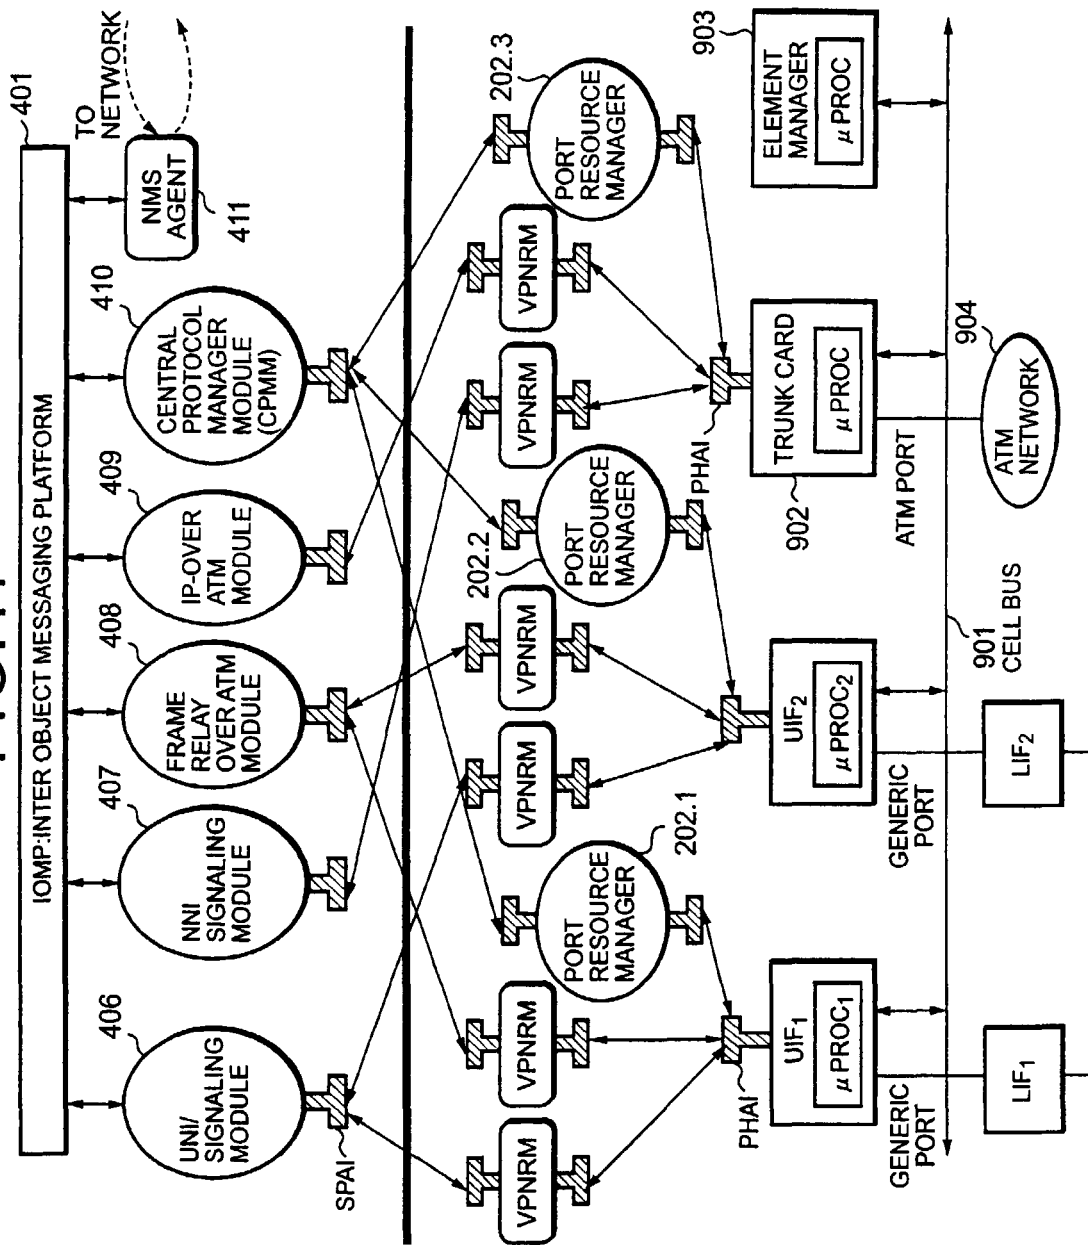 401
IOMP:INTER OBJECT MESSAGING PLATFORM
406
UNI/
SIGNALING
MODULE
407
NNI
SIGNALING
MODULE
408
FRAME
RELAY
OVER ATM
MODULE
409
IP-OVER
ATM
MODULE
410
CENTRAL
PROTOCOL
MANAGER
MODULE
(CPMM)
NMS
AGENT
411
TO
NETWORK
SPAI
VPNRM
VPNRM
PORT
RESOURCE
MANAGER
202.1
VPNRM
VPNRM
202.2
PORT
RESOURCE
MANAGER
VPNRM
VPNRM
PORT
RESOURCE
MANAGER
202.3
PHAI
PHAI
UIF1
μ PROC1
UIF2
μ PROC2
902
TRUNK CARD
μ PROC
903
ELEMENT
MANAGER
μ PROC
GENERIC
PORT
GENERIC
PORT
ATM PORT
901
CELL BUS
904
LIF1
LIF2
ATM
NETWORK